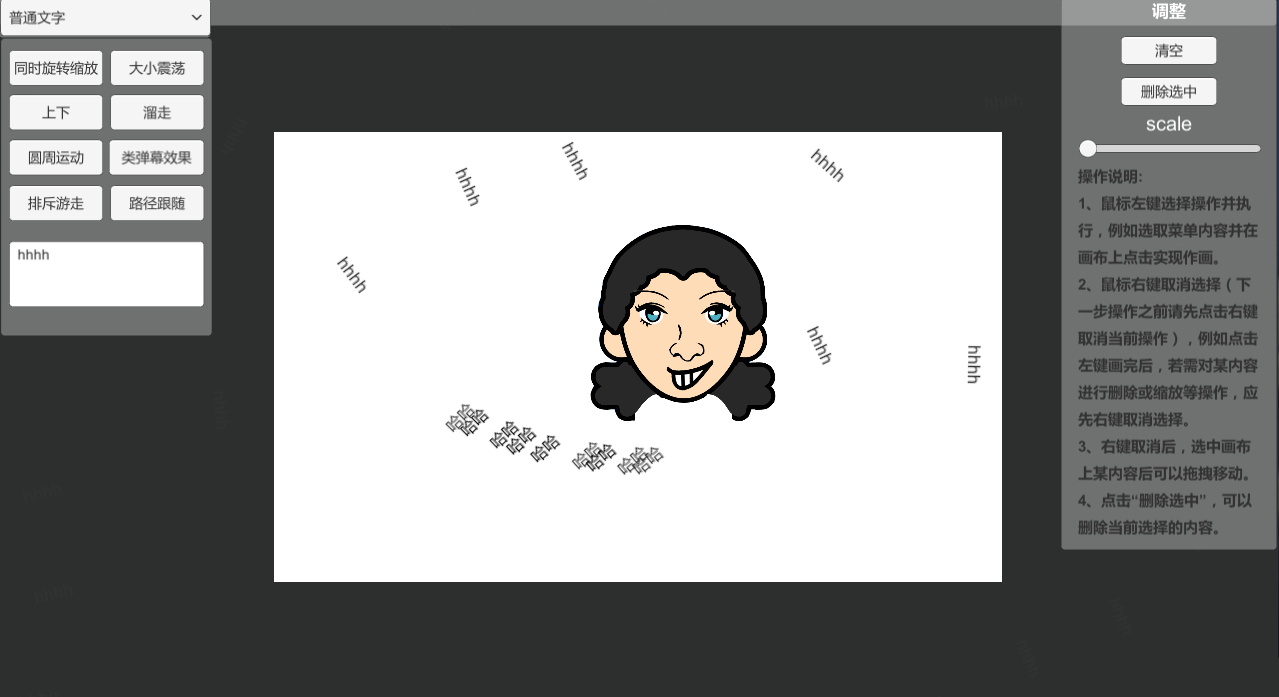 普通文字
同时旋转缩放
大小震荡
上下
溜走
圆周运动
类弹幕效果
排斥游走
路径跟随
hhhh
hhhh
hhhh
hhhh
hhhh
hhhh
hhhh
哈哈
哈哈
哈哈
哈哈
哈哈
哈哈
哈哈
哈哈
哈哈
调整
清空
删除选中
scale
操作说明:
1、鼠标左键选择操作并执
行，例如选取菜单内容并在
画布上点击实现作画。
2、鼠标右键取消选择（下
一步操作之前请先点击右键
取消当前操作），例如点击
左键画完后，若需对某内容
进行删除或缩放等操作，应
先右键取消选择。
3、右键取消后，选中画布
上某内容后可以拖拽移动。
4、点击“删除选中”，可以
删除当前选择的内容。